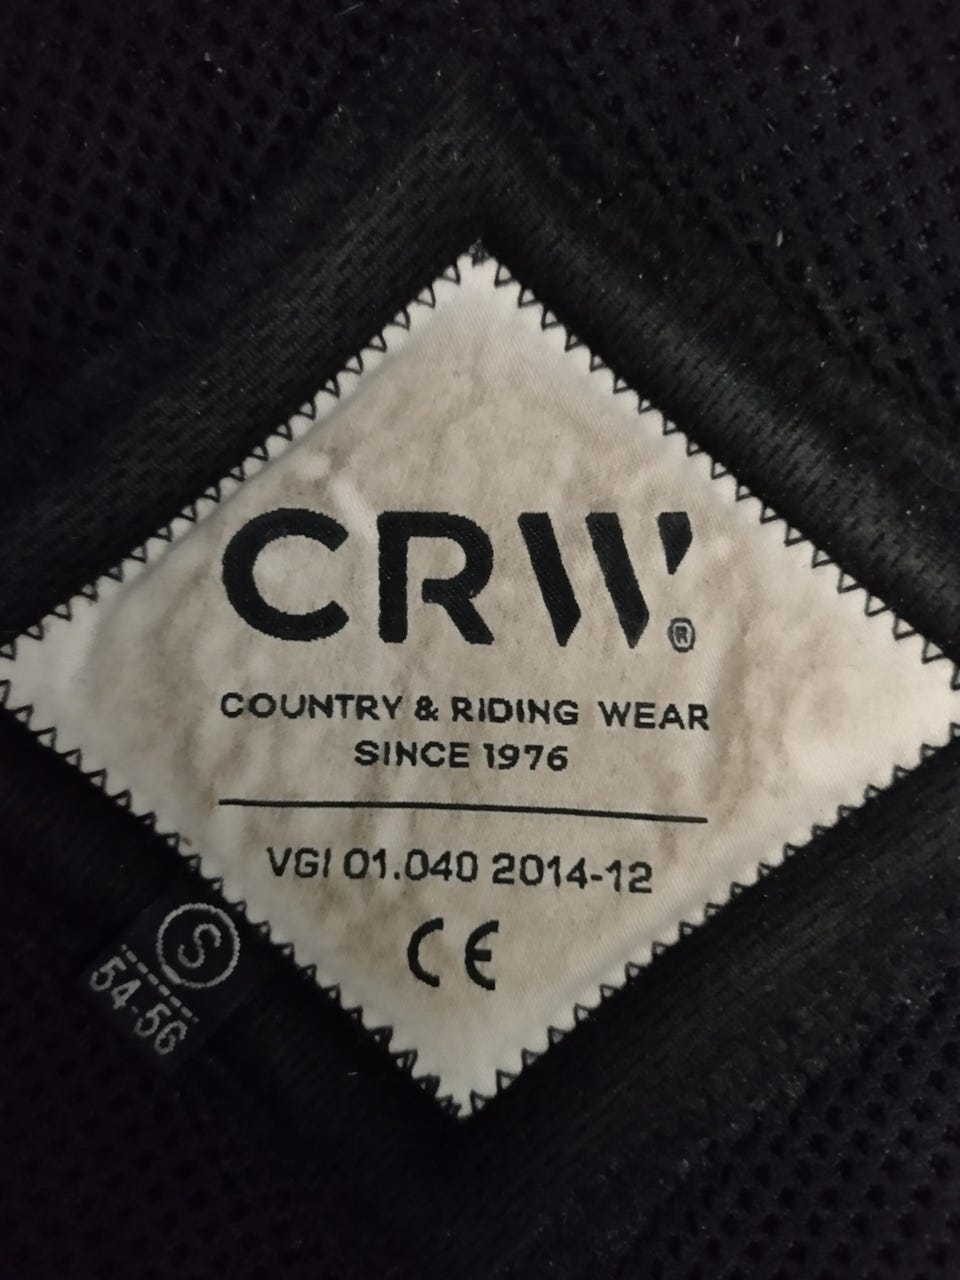 CRW®
COUNTRY & RIDING WEAR
SINCE 1976
VGI 01.040 2014-12
CE
S
54-56